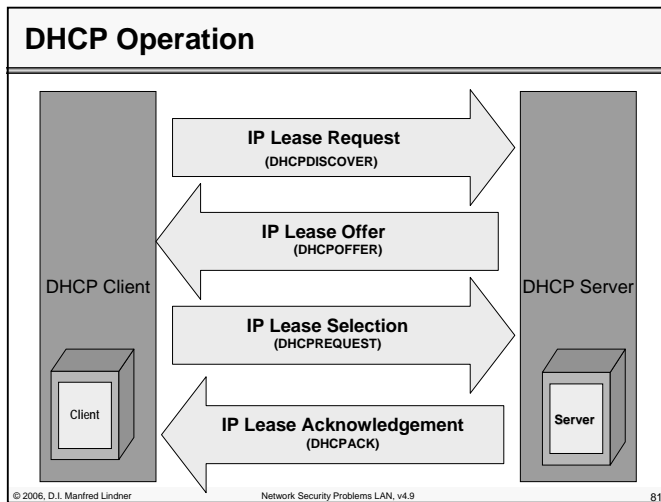 DHCP Operation
IP Lease Request
(DHCPDISCOVER)
IP Lease Offer
(DHCPOFFER)
DHCP Client
DHCP Server
IP Lease Selection
(DHCPREQUEST)
Client
Server
IP Lease Acknowledgement
(DHCPACK)
© 2006, D.I. Manfred Lindner
Network Security Problems LAN, v4.9
81